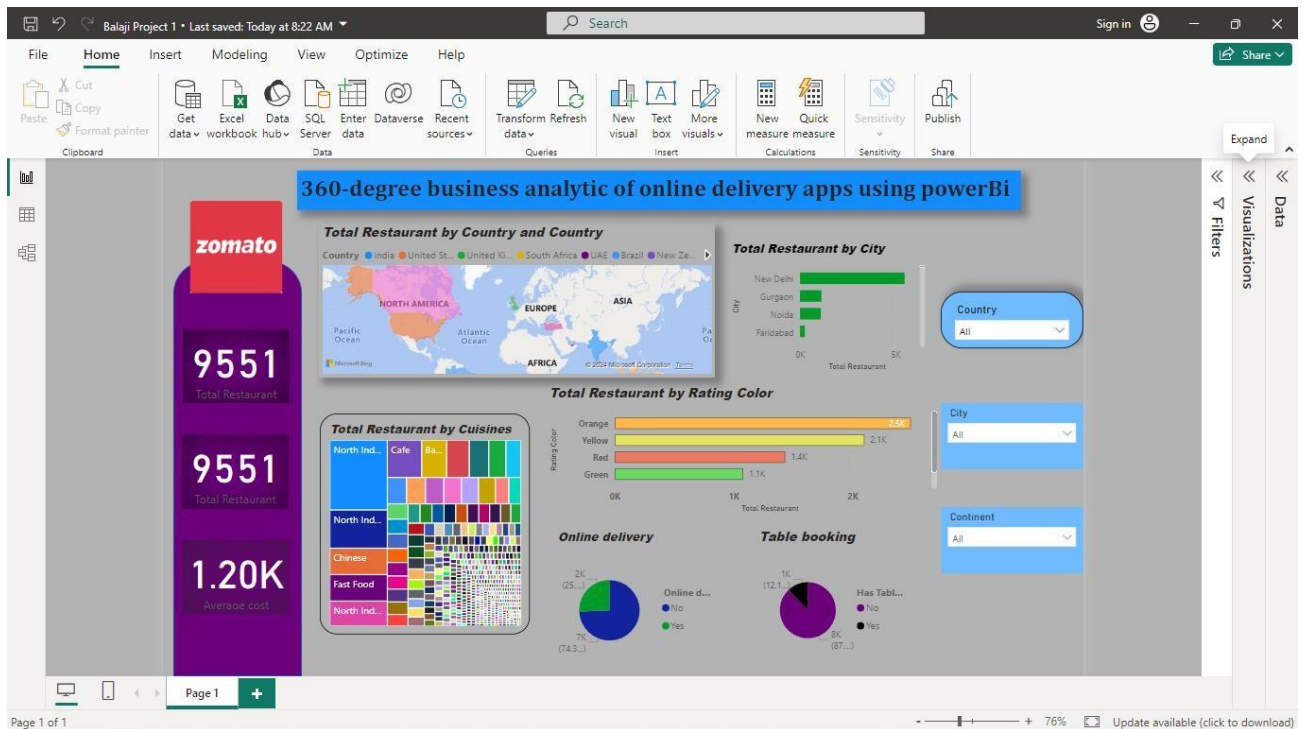 Balaji Project 1 • Last saved: Today at 8:22 AM
Search
Sign in
File Home Insert Modeling View Optimize Help
Share
Paste
Cut
Copy
Format painter
Get data
Excel workbook
Data hub
SQL Server
Enter data
Dataverse
Recent sources
Transform data
Refresh
New visual
Text box
More visuals
New measure
Quick measure
Sensitivity
Publish
Expand
Clipboard
Data
Queries
Insert
Calculations
Sensitivity
Share
360-degree business analytic of online delivery apps using powerBi
zomato
9551
Total Restaurant
9551
Total Restaurant
1.20K
Average cost
Total Restaurant by Country and Country
Country India United St... United Ki... South Africa UAE Brazil New Ze...
NORTH AMERICA
EUROPE
ASIA
AFRICA
Pacific Ocean
Atlantic Ocean
Microsoft Bing
© 2024 Microsoft Corporation Terms
Total Restaurant by City
City
New Delhi
Gurgaon
Noida
Faridabad
0K 5K
Total Restaurant
Country
All
Total Restaurant by Rating Color
Rating Color
Orange 2.5K
Yellow 2.1K
Red 1.4K
Green 1.1K
0K 1K 2K
Total Restaurant
City
All
Total Restaurant by Cuisines
North Ind...
Cafe
Ba...
North Ind...
Chinese
Fast Food
North Ind...
Online delivery
2K
(25....)
7K
(74.3...)
Online d...
No
Yes
Table booking
1K
(12.1...)
8K
(87....)
Has Tabl...
No
Yes
Continent
All
Filters
Visualizations
Data
Page 1
Page 1 of 1
76%
Update available (click to download)